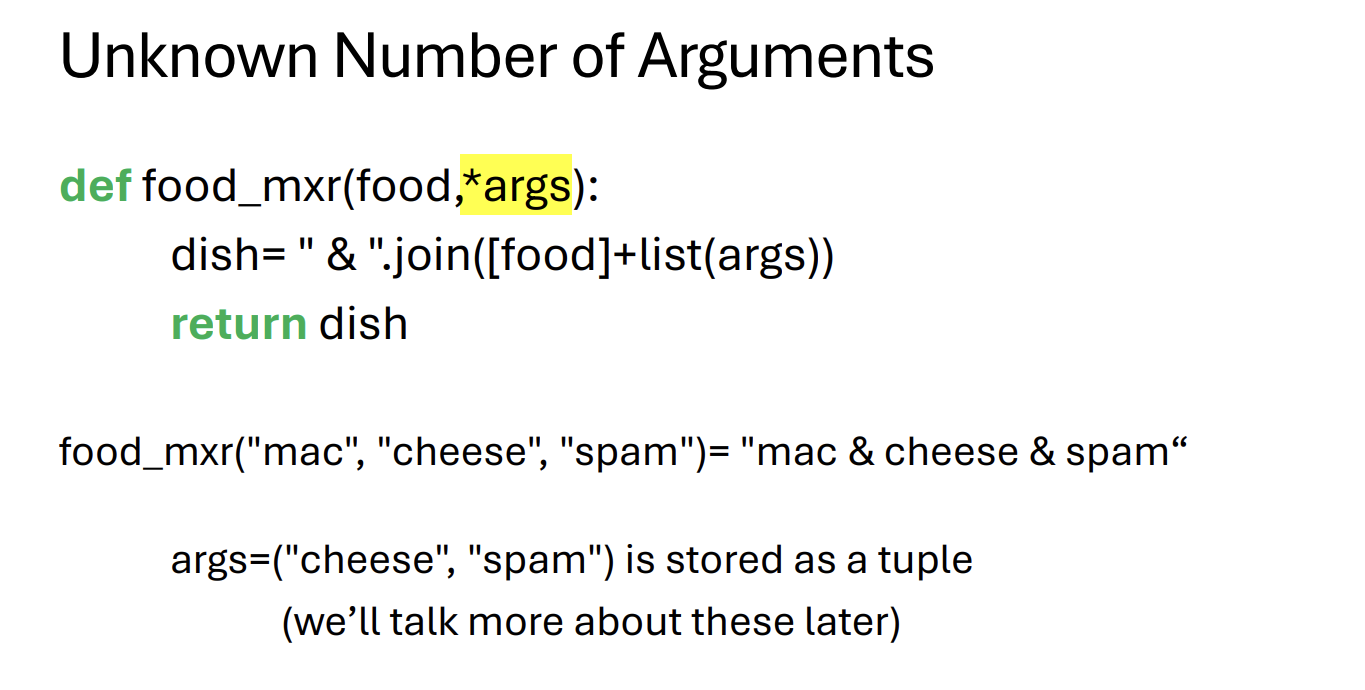 Unknown Number of Arguments
def food_mxr(food,*args):
dish= " & ".join([food]+list(args))
return dish
food_mxr("mac", "cheese", "spam")= "mac & cheese & spam“
args=("cheese", "spam") is stored as a tuple
(we’ll talk more about these later)